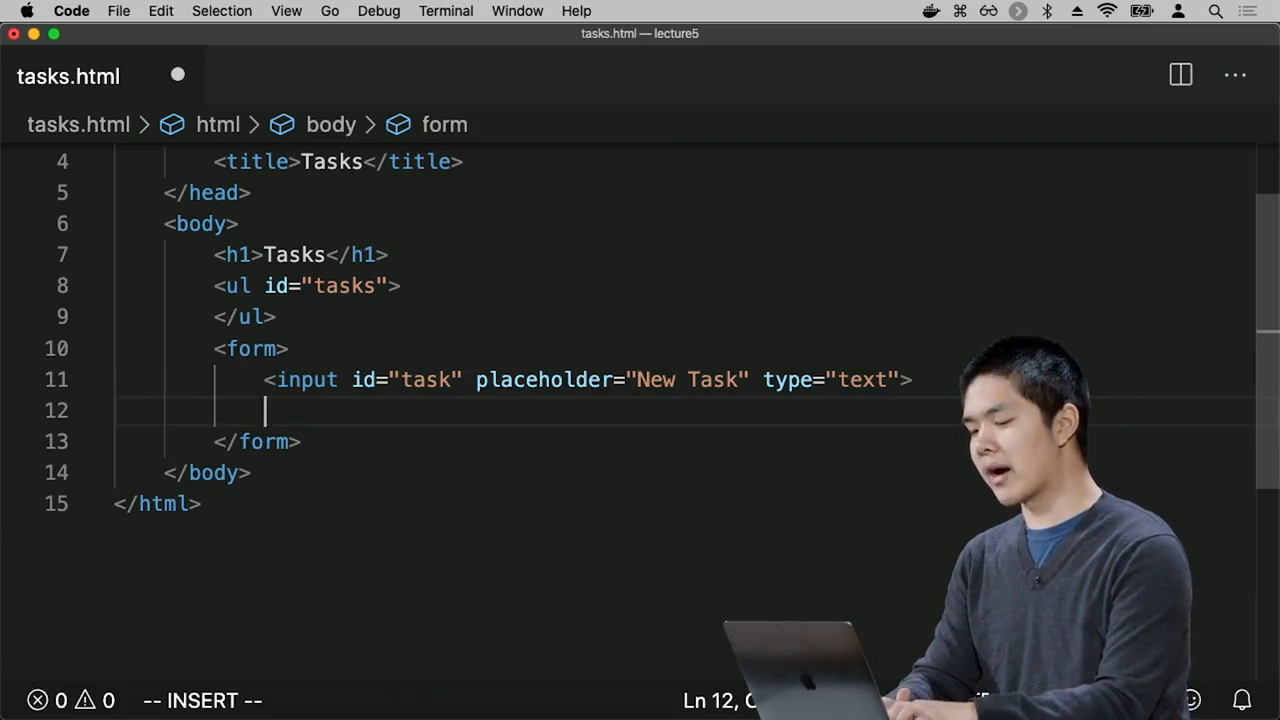 Code File Edit Selection View Go Debug Terminal Window Help
tasks.html — lecture5
tasks.html
tasks.html > html > body > form
4 <title>Tasks</title>
5 </head>
6 <body>
7 <h1>Tasks</h1>
8 <ul id="tasks">
9 </ul>
10 <form>
11 <input id="task" placeholder="New Task" type="text">
12
13 </form>
14 </body>
15 </html>
0 0 -- INSERT -- Ln 12,